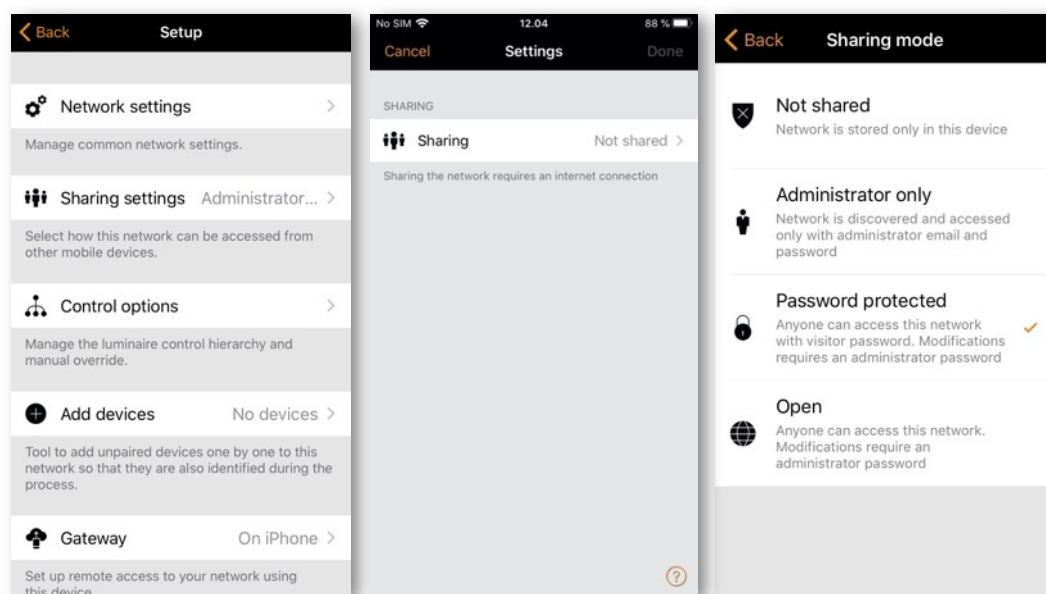 Back Setup
Network settings
Manage common network settings.
Sharing settings Administrator...
Select how this network can be accessed from
other mobile devices.
Control options
Manage the luminaire control hierarchy and
manual override.
Add devices No devices
Tool to add unpaired devices one by one to this
network so that they are also identified during the
process.
Gateway On iPhone
Set up remote access to your network using
this device
No SIM 12.04 88 %
Cancel Settings Done
SHARING
Sharing Not shared
Sharing the network requires an internet connection
?
Back Sharing mode
Not shared
Network is stored only in this device
Administrator only
Network is discovered and accessed
only with administrator email and
password
Password protected
Anyone can access this network
with visitor password. Modifications
requires an administrator password
Open
Anyone can access this network.
Modifications require an
administrator password